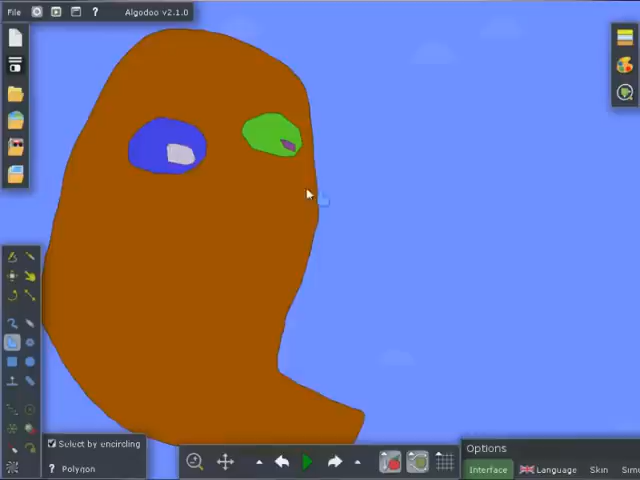 File ? Algodoo v2.1.0
Select by encircling
? Polygon
Options
Interface Language Skin